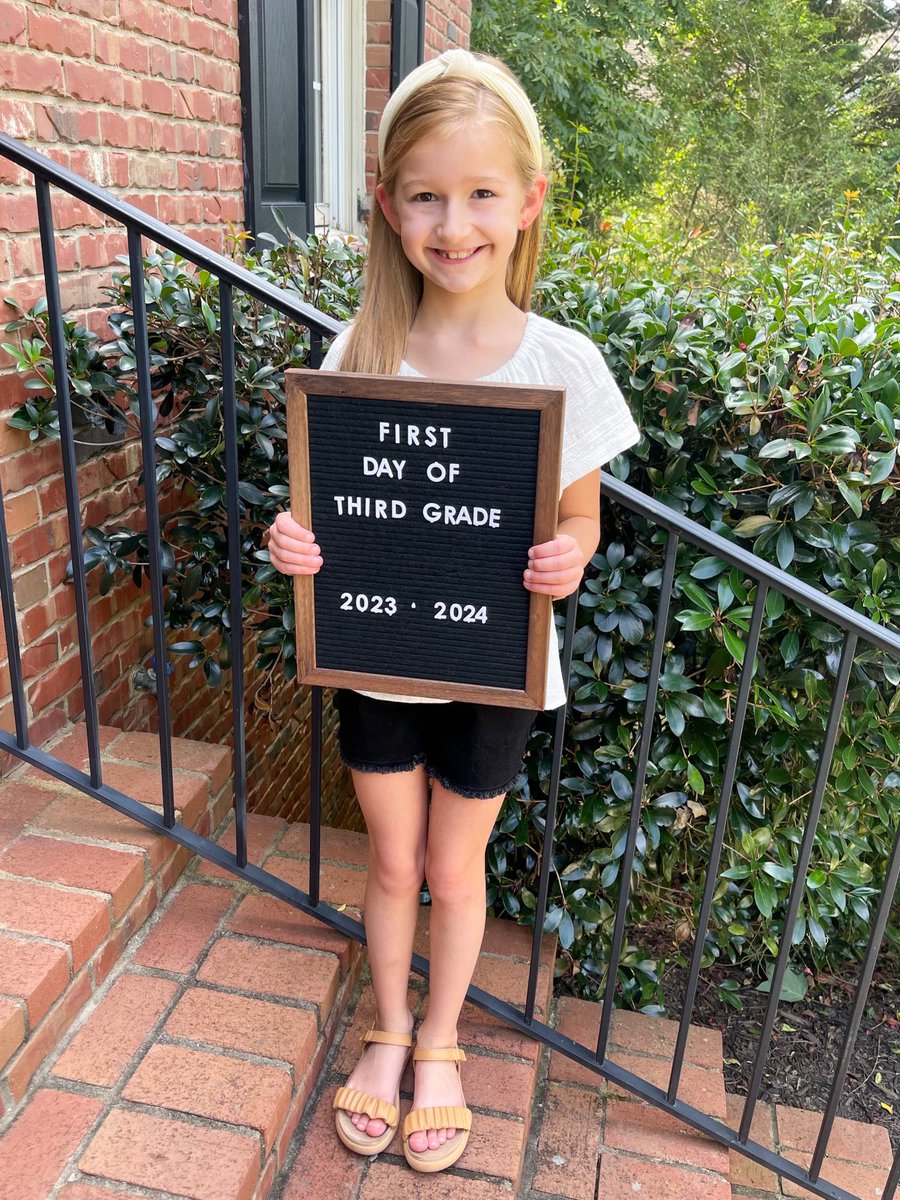 FIRST
DAY OF
THIRD GRADE
2023 · 2024